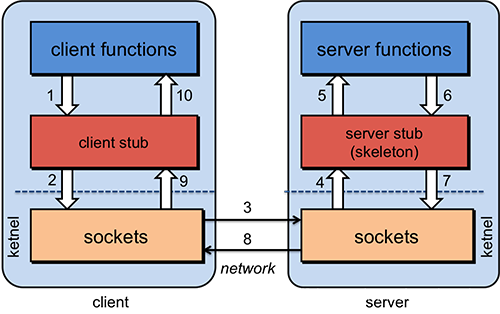 client functions
server functions
1
10
5
6
client stub
server stub
(skeleton)
2
9
4
7
3
ketnel
sockets
sockets
ketnel
8
network
client
server